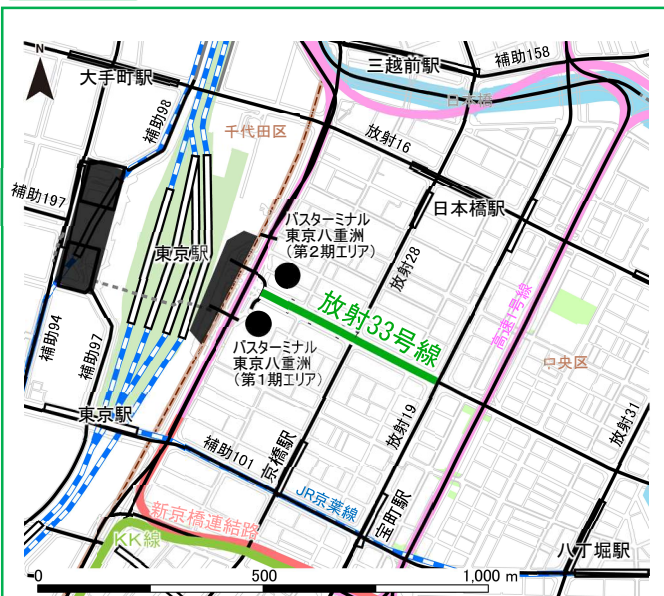 N
大手町駅
三越前駅
補助158
補助98
千代田区
日本橋
放射16
補助197
日本橋駅
バスターミナル
東京八重洲
(第2期エリア)
東京駅
放射28
放射33号線
高速1号線
補助94
補助97
バスターミナル
東京八重洲
(第1期エリア)
中央区
東京駅
放射19
放射31
補助101
京橋駅
JR京葉線
宝町駅
新京橋連結路
KK線
八丁堀駅
0
500
1,000 m